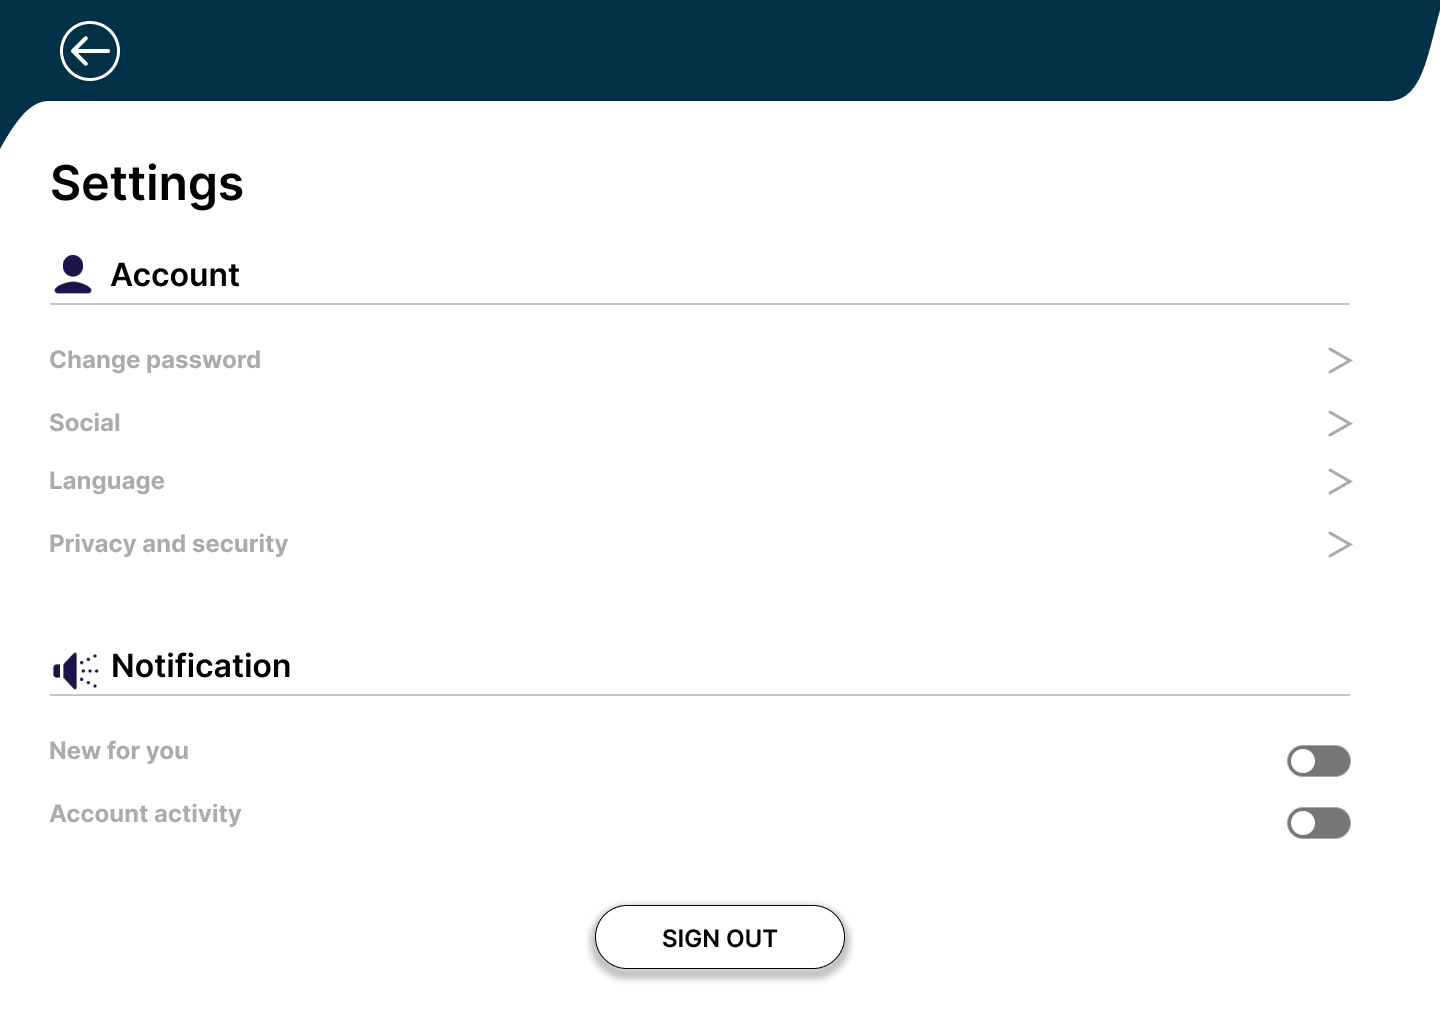 Settings
Account
Change password
Social
Language
Privacy and security
Notification
New for you
Account activity
SIGN OUT